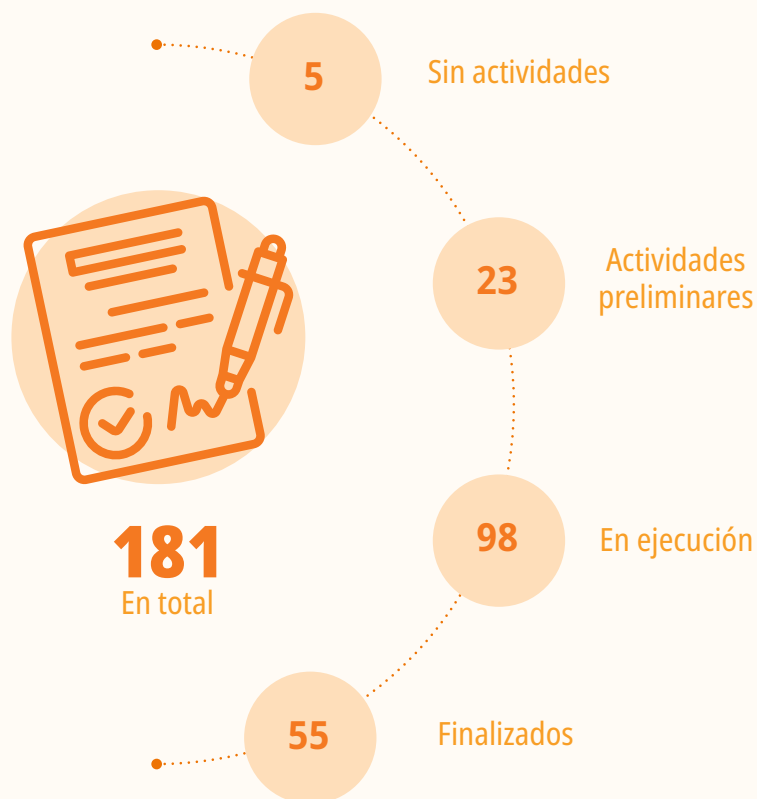 5
Sin actividades
23
Actividades
preliminares
181
En total
98
En ejecución
55
Finalizados